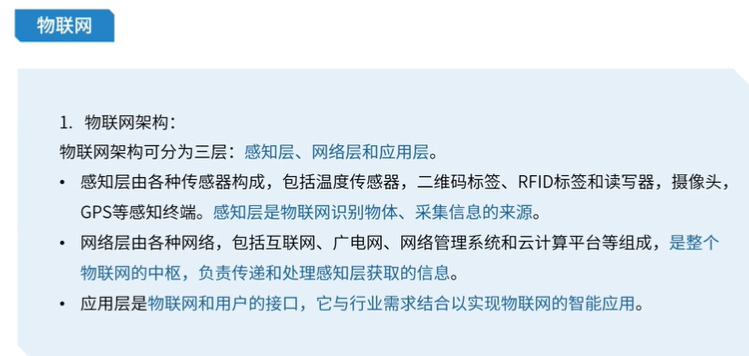 物联网
1. 物联网架构：
物联网架构可分为三层：感知层、网络层和应用层。
• 感知层由各种传感器构成，包括温度传感器，二维码标签、RFID标签和读写器，摄像头，
GPS等感知终端。感知层是物联网识别物体、采集信息的来源。
• 网络层由各种网络，包括互联网、广电网、网络管理系统和云计算平台等组成，是整个
物联网的中枢，负责传递和处理感知层获取的信息。
• 应用层是物联网和用户的接口，它与行业需求结合以实现物联网的智能应用。